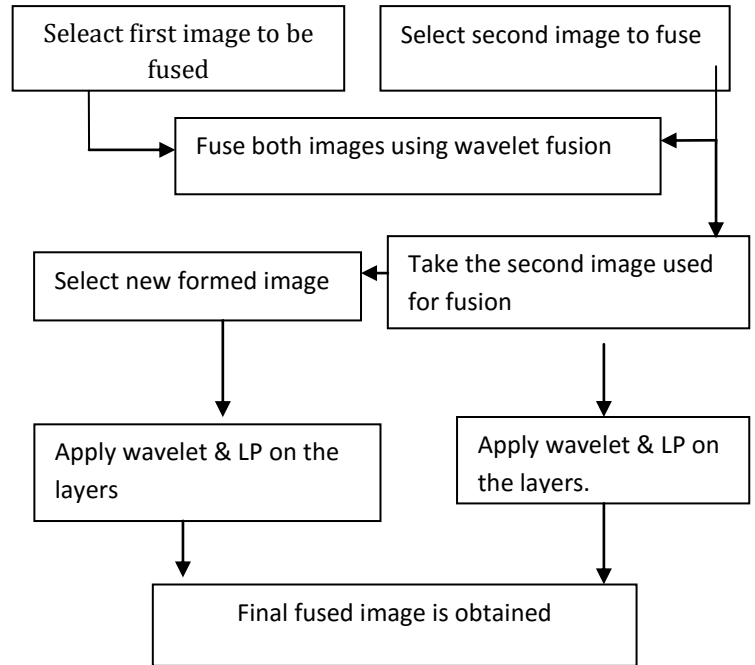 Seleact first image to be
fused
Select second image to fuse
Fuse both images using wavelet fusion
Select new formed image
Take the second image used
for fusion
Apply wavelet & LP on the
layers
Apply wavelet & LP on
the layers.
Final fused image is obtained